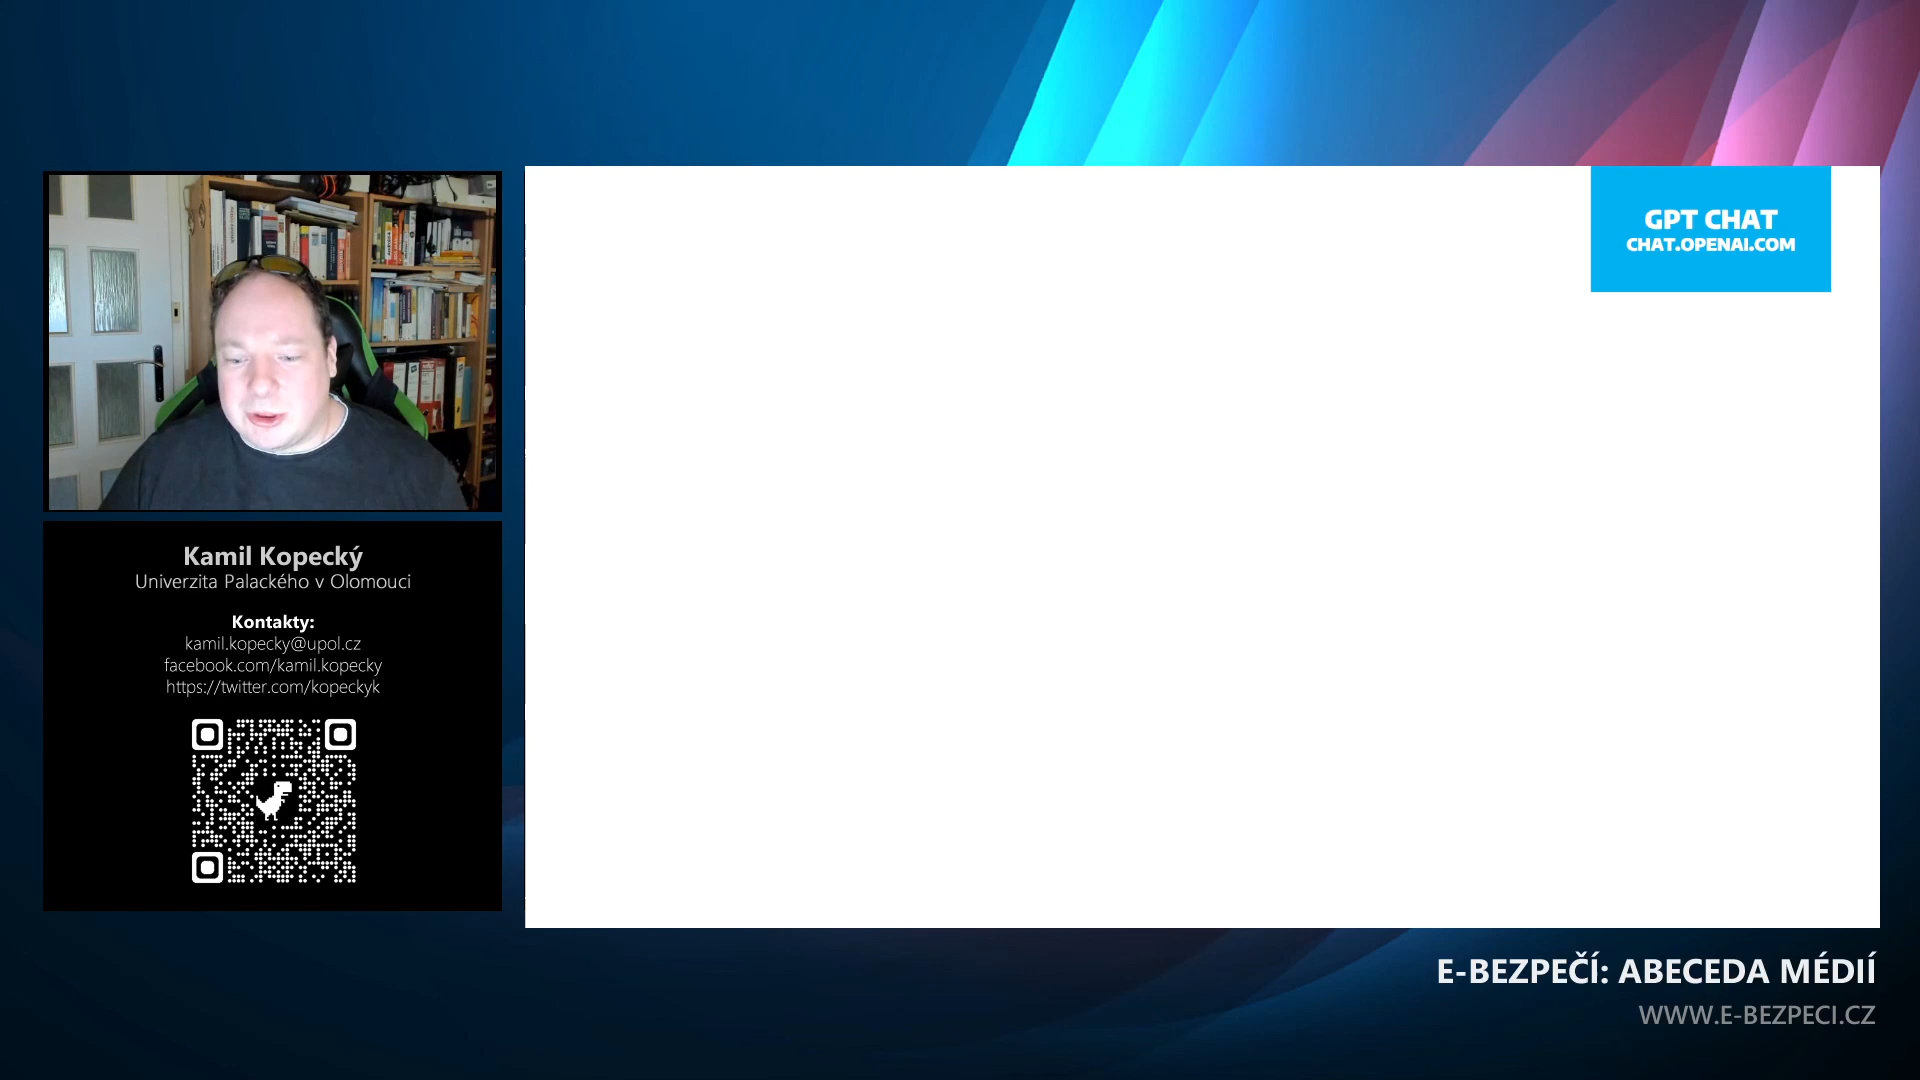 GPT CHAT
CHAT.OPENAI.COM
Kamil Kopecký
Univerzita Palackého v Olomouci
Kontakty:
kamil.kopecky@upol.cz
facebook.com/kamil.kopecky
https://twitter.com/kopeckyk
E-BEZPEČÍ: ABECEDA MÉDIÍ
WWW.E-BEZPECI.CZ